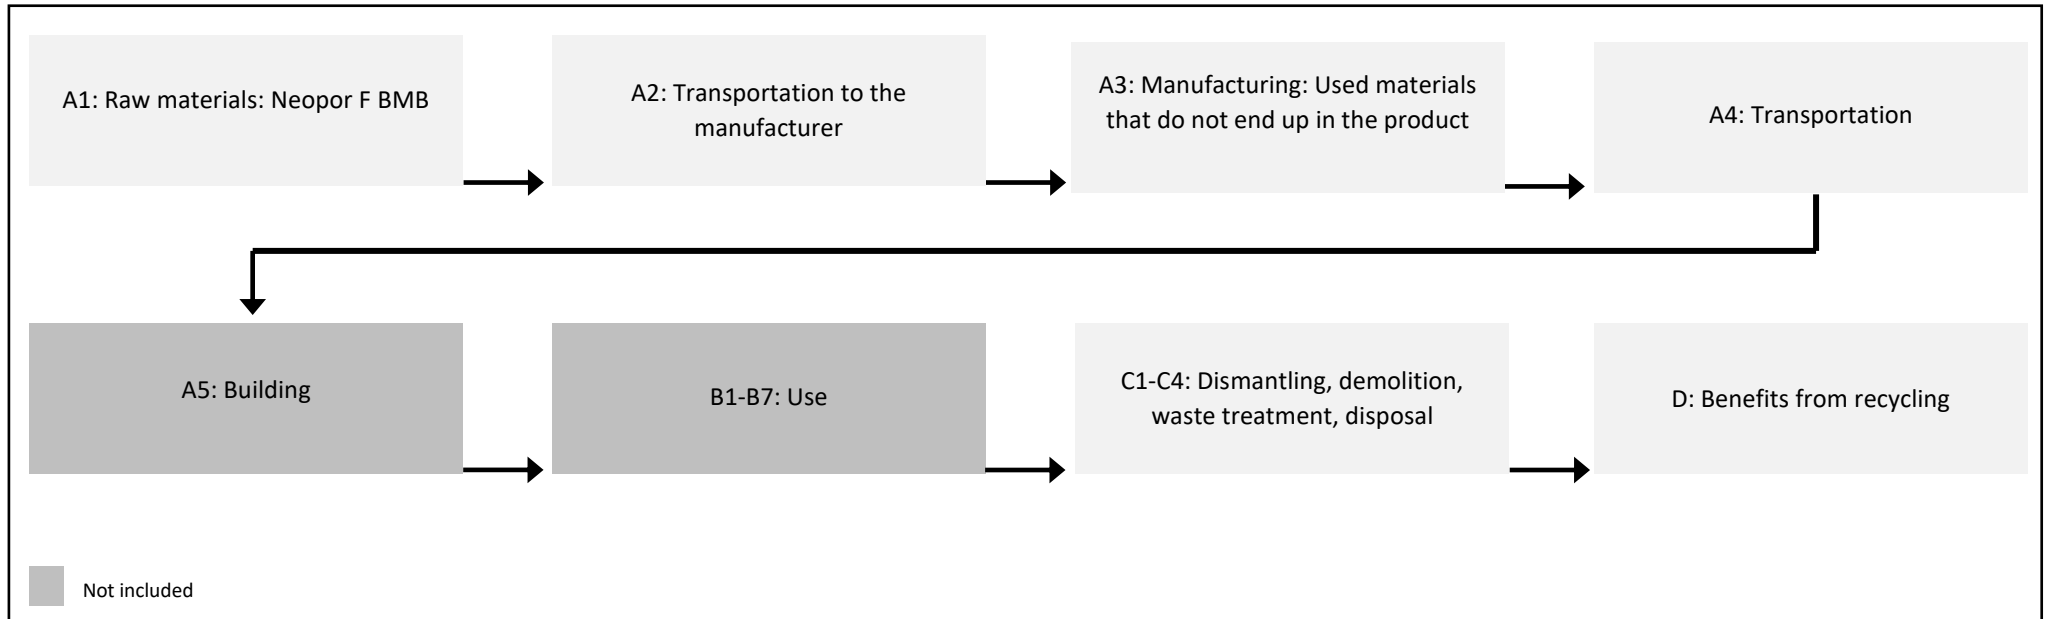 A1: Raw materials: Neopor F BMB
A2: Transportation to the
manufacturer
A3: Manufacturing: Used materials
that do not end up in the product
A4: Transportation
A5: Building
B1-B7: Use
C1-C4: Dismantling, demolition,
waste treatment, disposal
D: Benefits from recycling
Not included